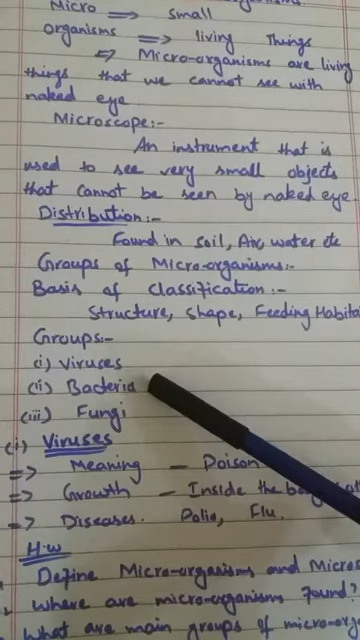 Micro ⇒ small
organisms ⇒ living Things
⇒ Micro-organisms are living
things that we cannot see with
naked eye
Microscope:-
An instrument that is
used to see very small objects
that cannot be seen by naked eye.
Distribution:-
Found in soil, Air, water etc
Groups of Micro-organisms:-
Basis of classification:-
Structure, shape, Feeding Habita
Groups:-
(i) Viruses
(ii) Bacteria
(iii) Fungi
(i) Viruses
⇒ Meaning – Poison
⇒ Growth – Inside the
⇒ Diseases. Polio, Flu.
H.w
Define Micro-organisms and Micros
where are micro-organisms found?
what are main groups of micro-or